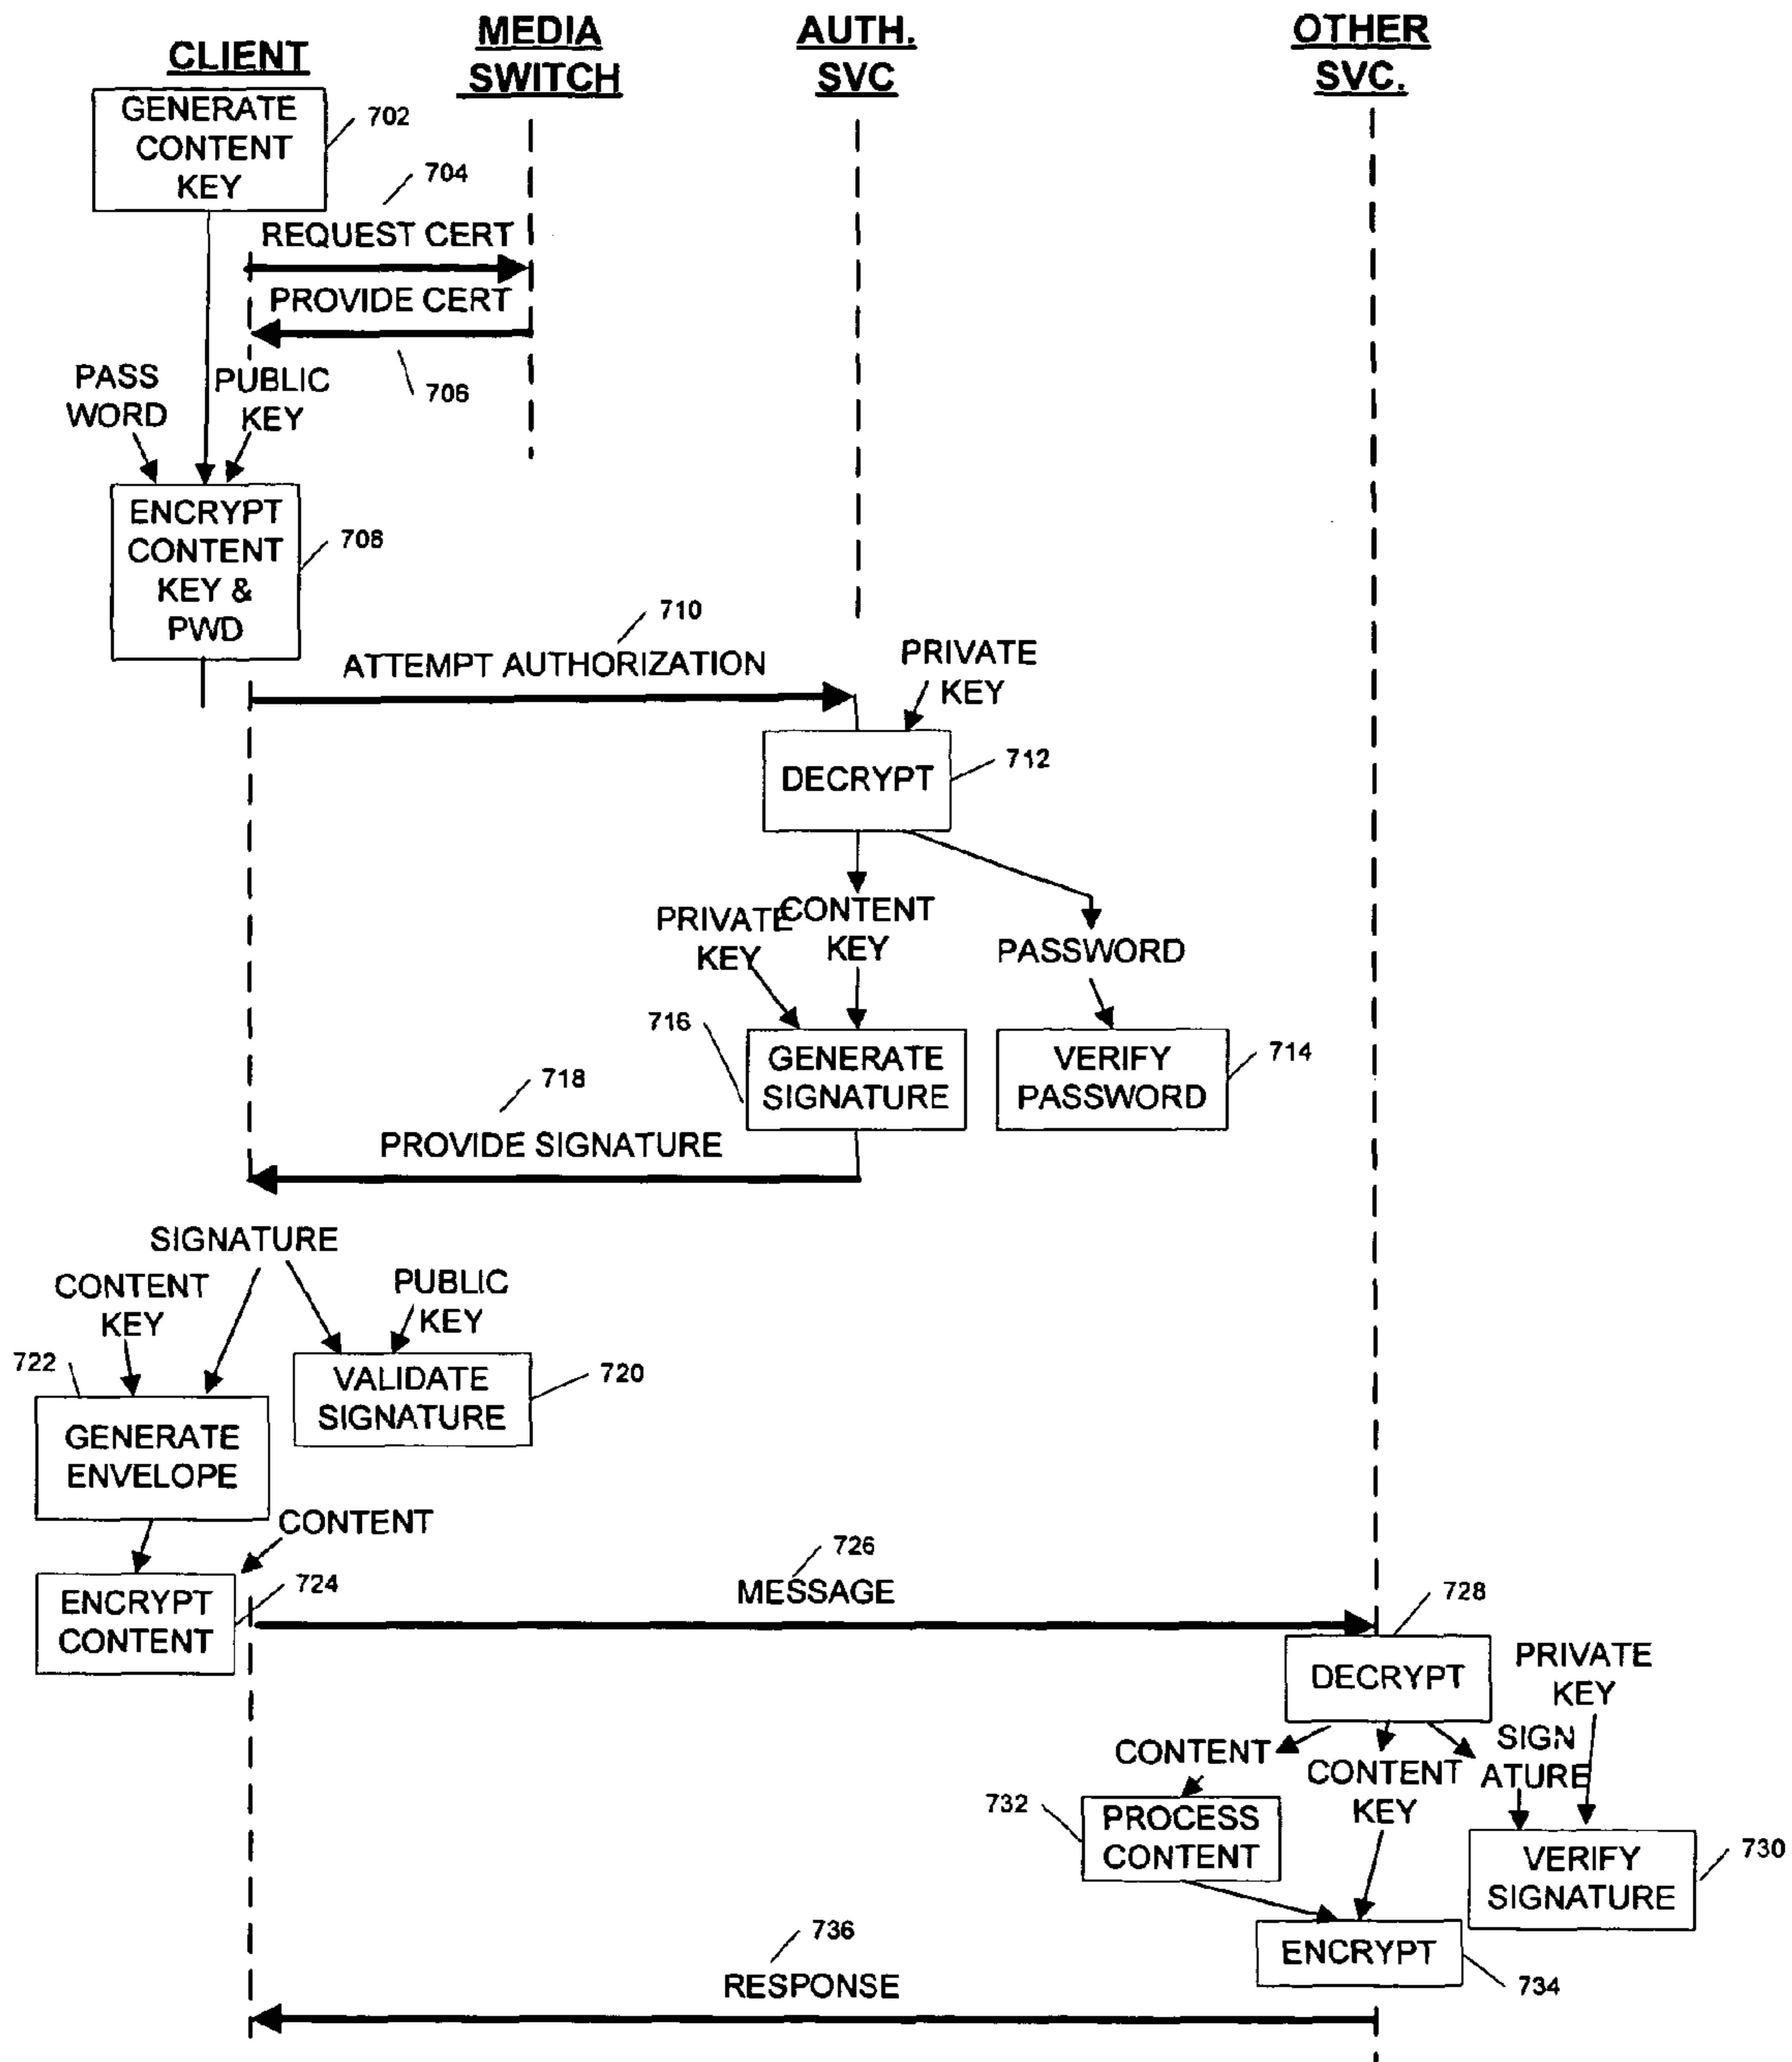 CLIENT
MEDIA
SWITCH
AUTH.
SVC
OTHER
SVC.
GENERATE
CONTENT
KEY
702
704
REQUEST CERT
PROVIDE CERT
706
PASS
WORD
PUBLIC
KEY
ENCRYPT
CONTENT
KEY &
PWD
708
710
ATTEMPT AUTHORIZATION
PRIVATE
KEY
DECRYPT
712
PRIVATE
KEY
CONTENT
KEY
PASSWORD
716
GENERATE
SIGNATURE
VERIFY
PASSWORD
714
718
PROVIDE SIGNATURE
SIGNATURE
CONTENT
KEY
PUBLIC
KEY
722
VALIDATE
SIGNATURE
720
GENERATE
ENVELOPE
CONTENT
ENCRYPT
CONTENT
724
726
MESSAGE
728
DECRYPT
PRIVATE
KEY
CONTENT
CONTENT
KEY
SIGN
ATURE
732
PROCESS
CONTENT
VERIFY
SIGNATURE
730
ENCRYPT
734
736
RESPONSE